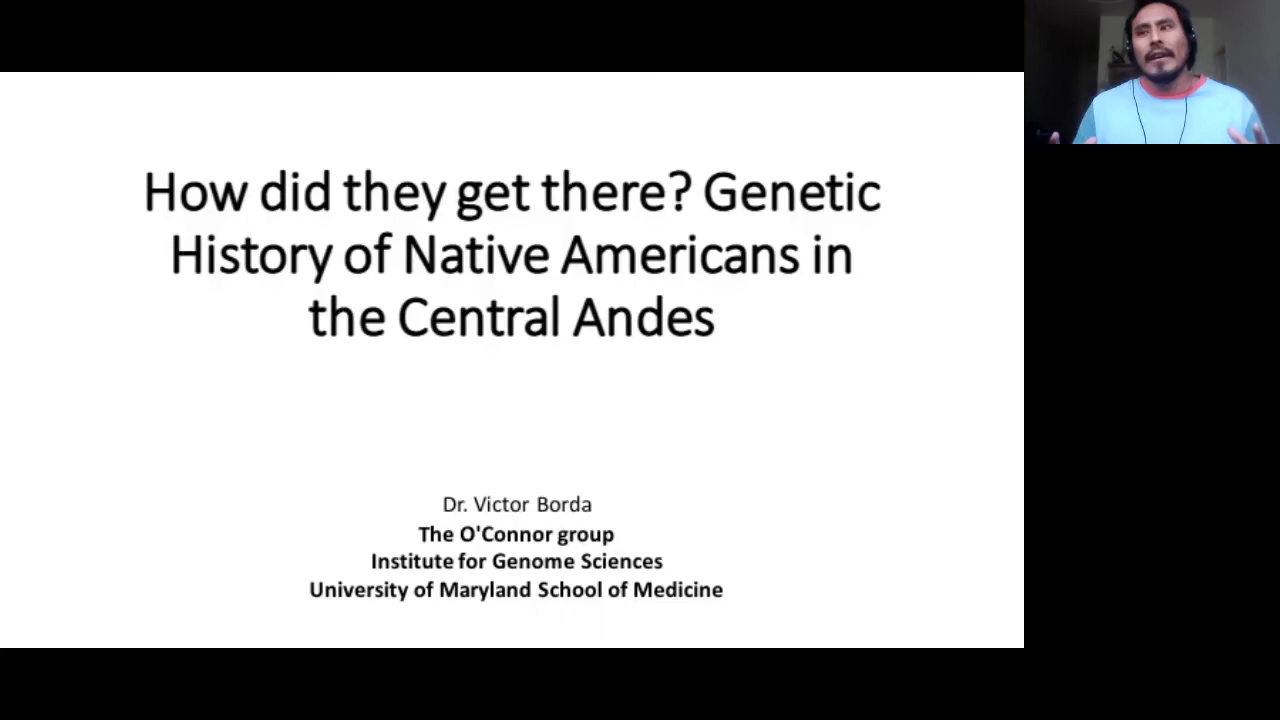 How did they get there? Genetic
History of Native Americans in
the Central Andes
Dr. Victor Borda
The O'Connor group
Institute for Genome Sciences
University of Maryland School of Medicine